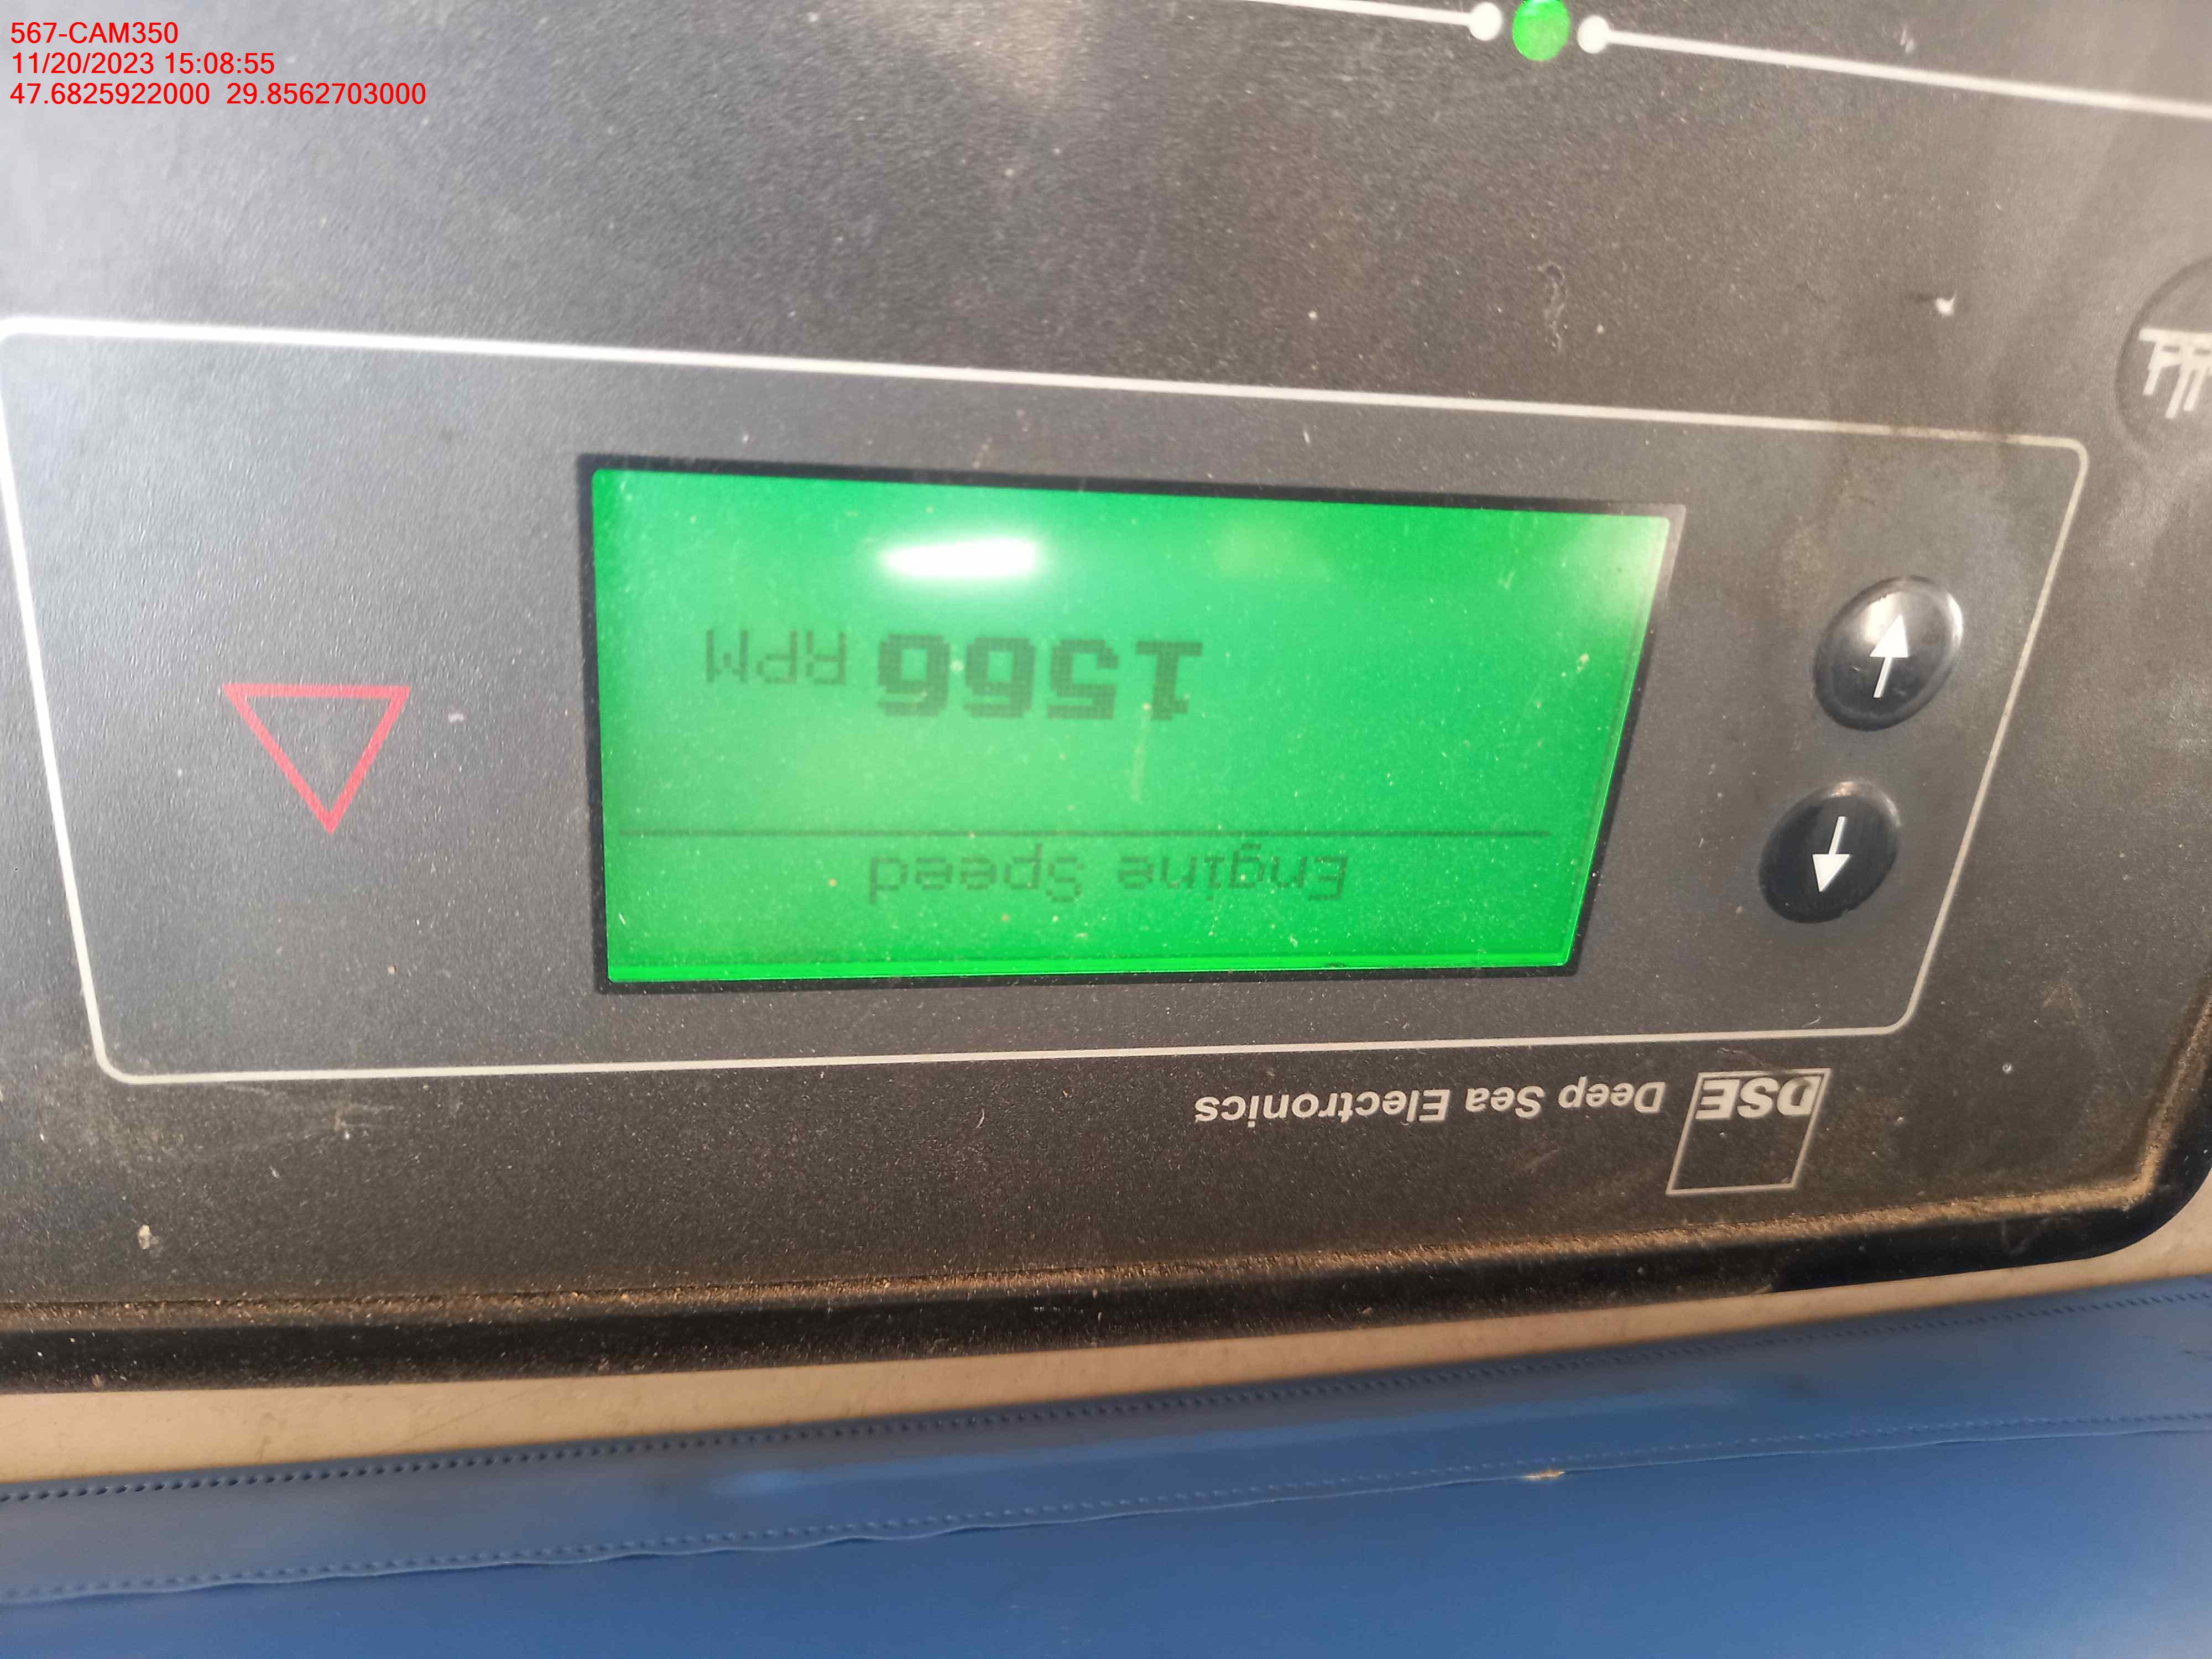 567-CAM350
11/20/2023 15:08:55
47.6825922000 29.8562703000
DSE Deep Sea Electronics
Engine Speed
1566 RPM